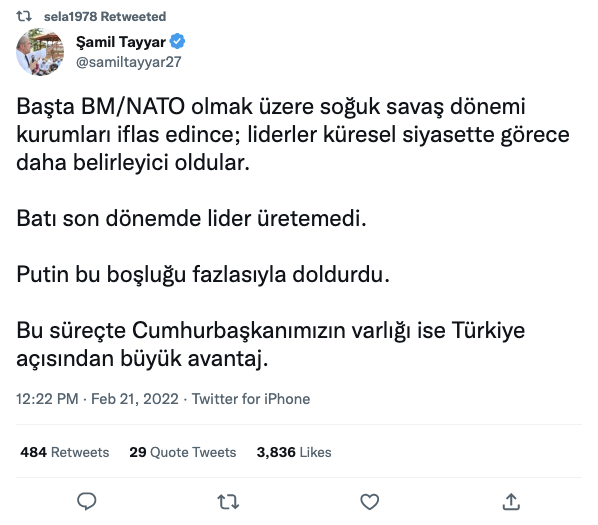 sela1978 Retweeted
Şamil Tayyar
@samiltayyar27
Başta BM/NATO olmak üzere soğuk savaş dönemi
kurumları iflas edince; liderler küresel siyasette görece
daha belirleyici oldular.
Batı son dönemde lider üretemedi.
Putin bu boşluğu fazlasıyla doldurdu.
Bu süreçte Cumhurbaşkanımızın varlığı ise Türkiye
açısından büyük avantaj.
12:22 PM · Feb 21, 2022 · Twitter for iPhone
484 Retweets 29 Quote Tweets 3,836 Likes